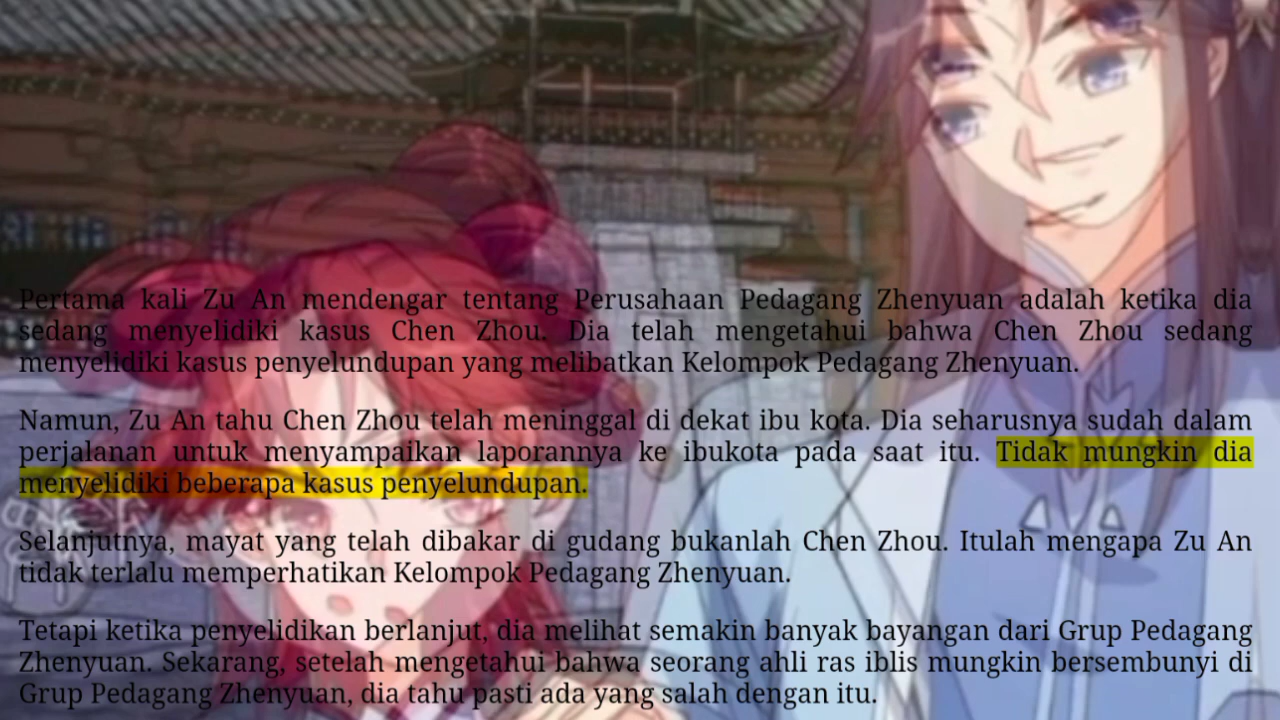 Pertama kali Zu An mendengar tentang Perusahaan Pedagang Zhenyuan adalah ketika dia
sedang menyelidiki kasus Chen Zhou. Dia telah mengetahui bahwa Chen Zhou sedang
menyelidiki kasus penyelundupan yang melibatkan Kelompok Pedagang Zhenyuan.
Namun, Zu An tahu Chen Zhou telah meninggal di dekat ibu kota. Dia seharusnya sudah dalam
perjalanan untuk menyampaikan laporannya ke ibukota pada saat itu. Tidak mungkin dia
menyelidiki beberapa kasus penyelundupan.
Selanjutnya, mayat yang telah dibakar di gudang bukanlah Chen Zhou. Itulah mengapa Zu An
tidak terlalu memperhatikan Kelompok Pedagang Zhenyuan.
Tetapi ketika penyelidikan berlanjut, dia melihat semakin banyak bayangan dari Grup Pedagang
Zhenyuan. Sekarang, setelah mengetahui bahwa seorang ahli ras iblis mungkin bersembunyi di
Grup Pedagang Zhenyuan, dia tahu pasti ada yang salah dengan itu.